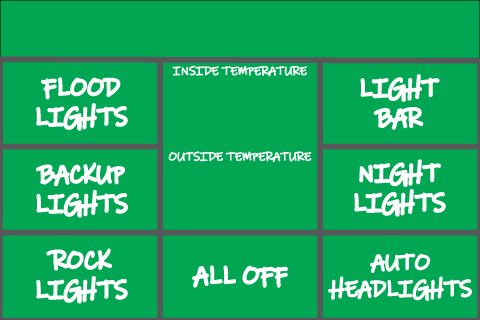 INSIDE TEMPERATURE
FLOOD
LIGHTS
LIGHT
BAR
OUTSIDE TEMPERATURE
BACKUP
LIGHTS
NIGHT
LIGHTS
ROCK
LIGHTS
ALL OFF
AUTO
HEADLIGHTS